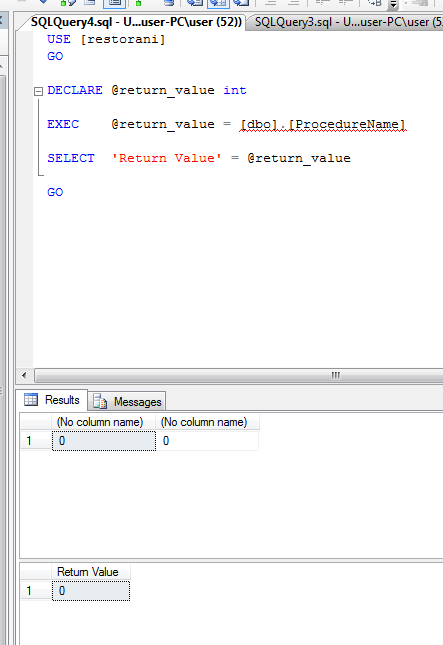 SQLQuery4.sql - U...user-PC\user (52))
SQLQuery3.sql - U...user-PC\user (5
USE [restorani]
GO
DECLARE @return_value int
EXEC @return_value = [dbo].[ProcedureName]
SELECT 'Return Value' = @return_value
GO
Results
Messages
(No column name) (No column name)
1 0 0
Return Value
1 0